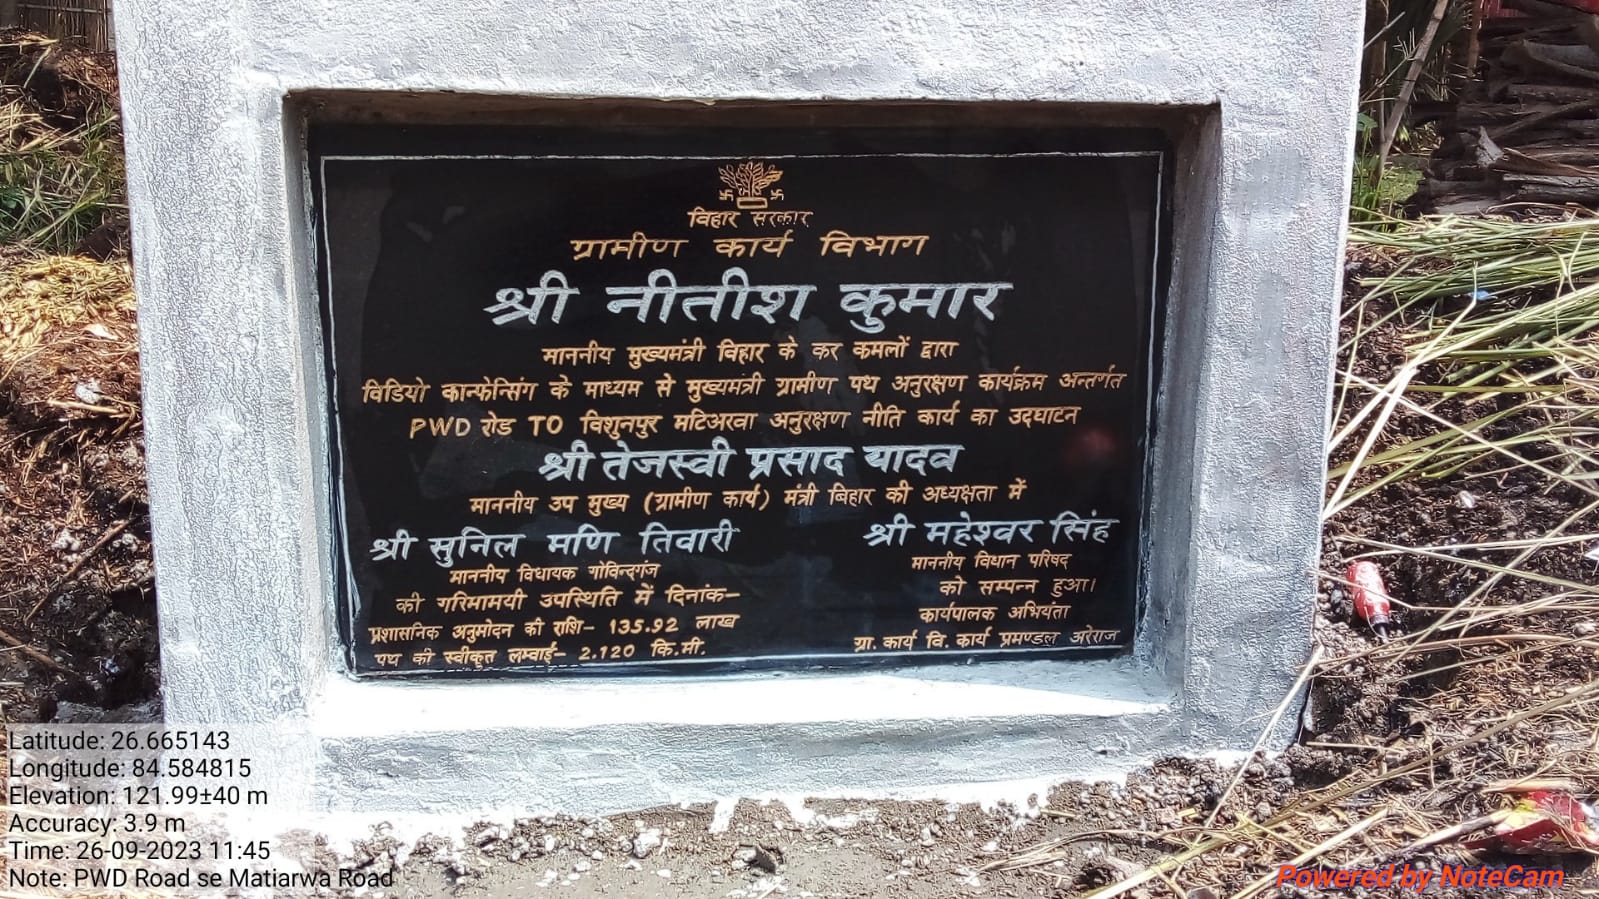 बिहार सरकार
ग्रामीण कार्य विभाग
श्री नीतीश कुमार
माननीय मुख्यमंत्री बिहार के कर कमलों द्वारा
विडियो कान्फेन्सिंग के माध्यम से मुख्यमंत्री ग्रामीण पथ अनुरक्षण कार्यक्रम अन्तर्गत
PWD रोड TO विशुनपुर मटिअरवा अनुरक्षण नीति कार्य का उदघाटन
श्री तेजस्वी प्रसाद यादव
माननीय उप मुख्य (ग्रामीण कार्य) मंत्री बिहार की अध्यक्षता में
श्री सुनिल मणि तिवारी
माननीय विधायक गोविन्दगंज
की गरिमामयी उपस्थिति में दिनांक-
प्रशासनिक अनुमोदन की राशि- 135.92 लाख
पथ की स्वीकृत लम्वाई- 2.120 कि.मी.
श्री महेश्वर सिंह
माननीय विधान परिषद
को सम्पन्न हुआ।
कार्यपालक अभियंता
ग्रा. कार्य वि. कार्य प्रमण्डल अरेराज
Latitude: 26.665143
Longitude: 84.584815
Elevation: 121.99±40 m
Accuracy: 3.9 m
Time: 26-09-2023 11:45
Note: PWD Road se Matiarwa Road
Powered by NoteCam